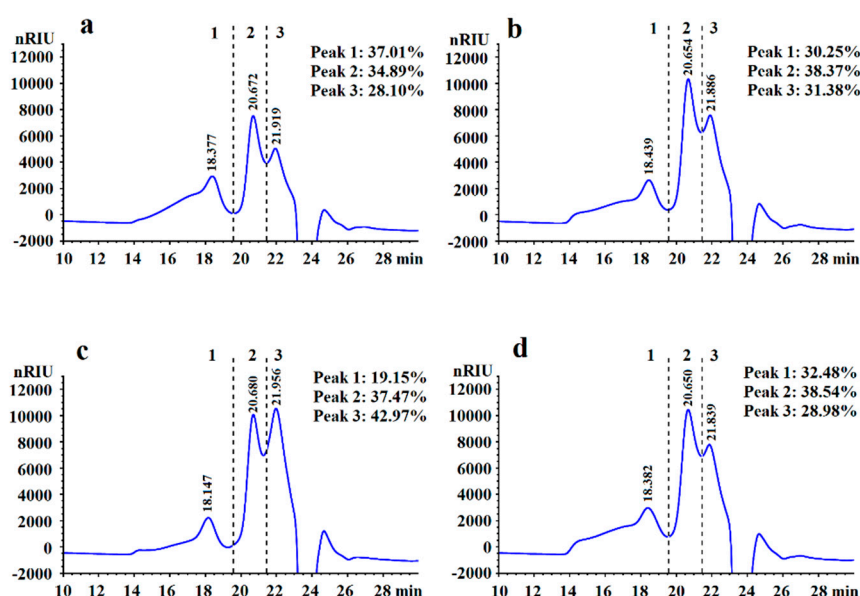 a
nRIU
1 2 3
Peak 1: 37.01%
Peak 2: 34.89%
Peak 3: 28.10%
12000
10000
8000
6000
4000
2000
0
-2000
18.377
20.672
21.919
10 12 14 16 18 20 22 24 26 28 min
b
nRIU
1 2 3
Peak 1: 30.25%
Peak 2: 38.37%
Peak 3: 31.38%
12000
10000
8000
6000
4000
2000
0
-2000
18.439
20.654
21.886
10 12 14 16 18 20 22 24 26 28 min
c
nRIU
1 2 3
Peak 1: 19.15%
Peak 2: 37.47%
Peak 3: 42.97%
12000
10000
8000
6000
4000
2000
0
-2000
18.147
20.680
21.956
10 12 14 16 18 20 22 24 26 28 min
d
nRIU
1 2 3
Peak 1: 32.48%
Peak 2: 38.54%
Peak 3: 28.98%
12000
10000
8000
6000
4000
2000
0
-2000
18.382
20.650
21.839
10 12 14 16 18 20 22 24 26 28 min